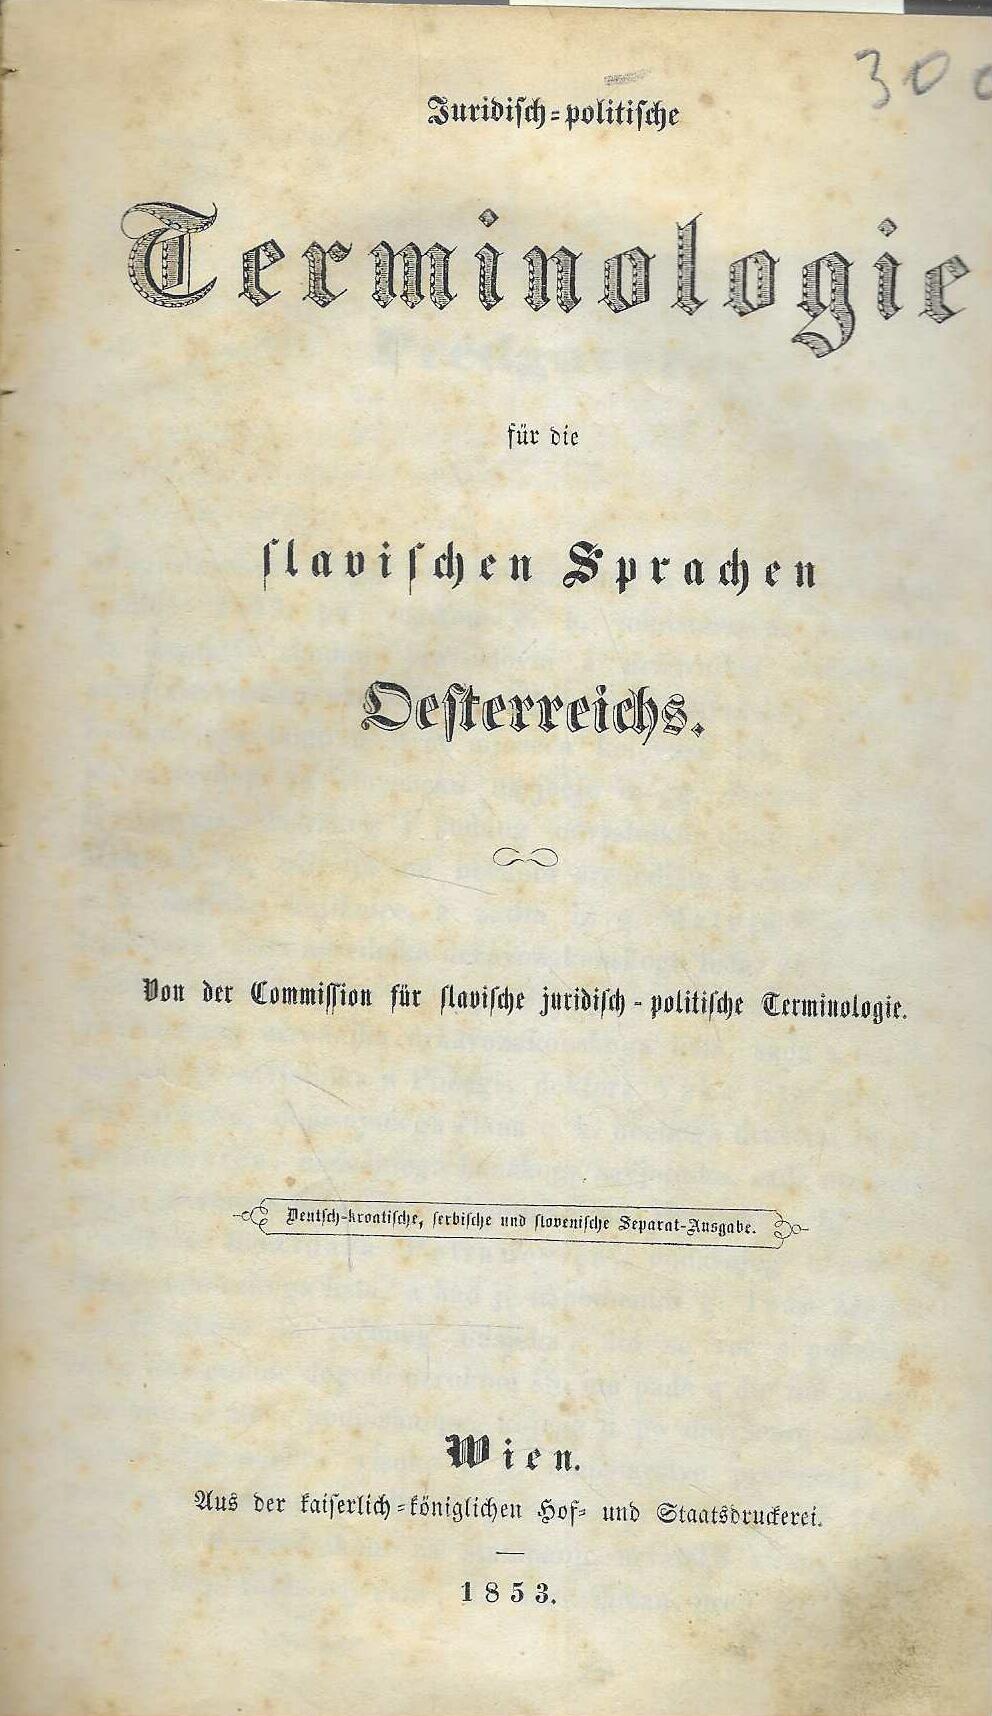 300
Juridisch-politische
Terminologie
für die
slavischen Sprachen
Oesterreichs.
Von der Commission für slavische juridisch-politische Terminologie.
Deutsch-kroatische, serbische und slovenische Separat-Ausgabe.
Wien.
Aus der kaiserlich-königlichen Hof- und Staatsdruckerei.
1853.